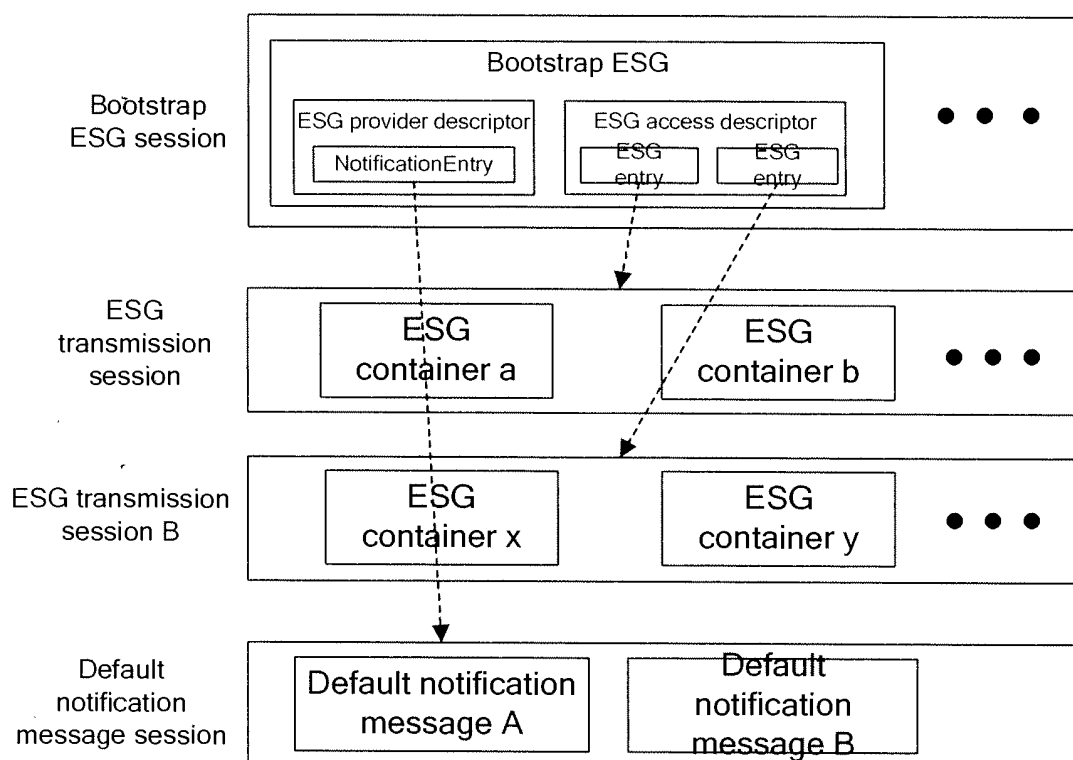 Bootstrap
ESG session
Bootstrap ESG
ESG provider descriptor
NotificationEntry
ESG access descriptor
ESG
entry
ESG
entry
ESG
transmission
session
ESG
container a
ESG
container b
ESG transmission
session B
ESG
container x
ESG
container y
Default
notification
message session
Default notification
message A
Default
notification
message B